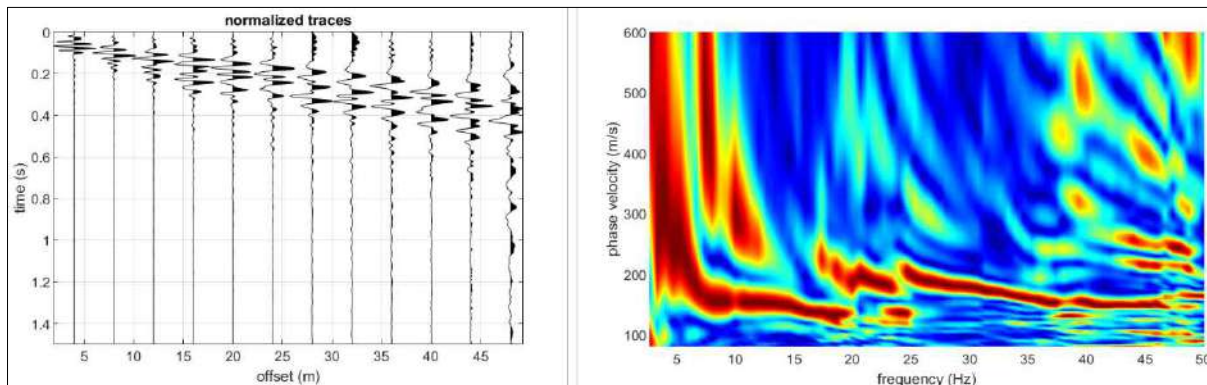 normalized traces
0
0.2
0.4
0.6
0.8
1
1.2
1.4
time (s)
5 10 15 20 25 30 35 40 45
offset (m)
600
500
400
300
200
100
phase velocity (m/s)
5 10 15 20 25 30 35 40 45 50
frequency (Hz)